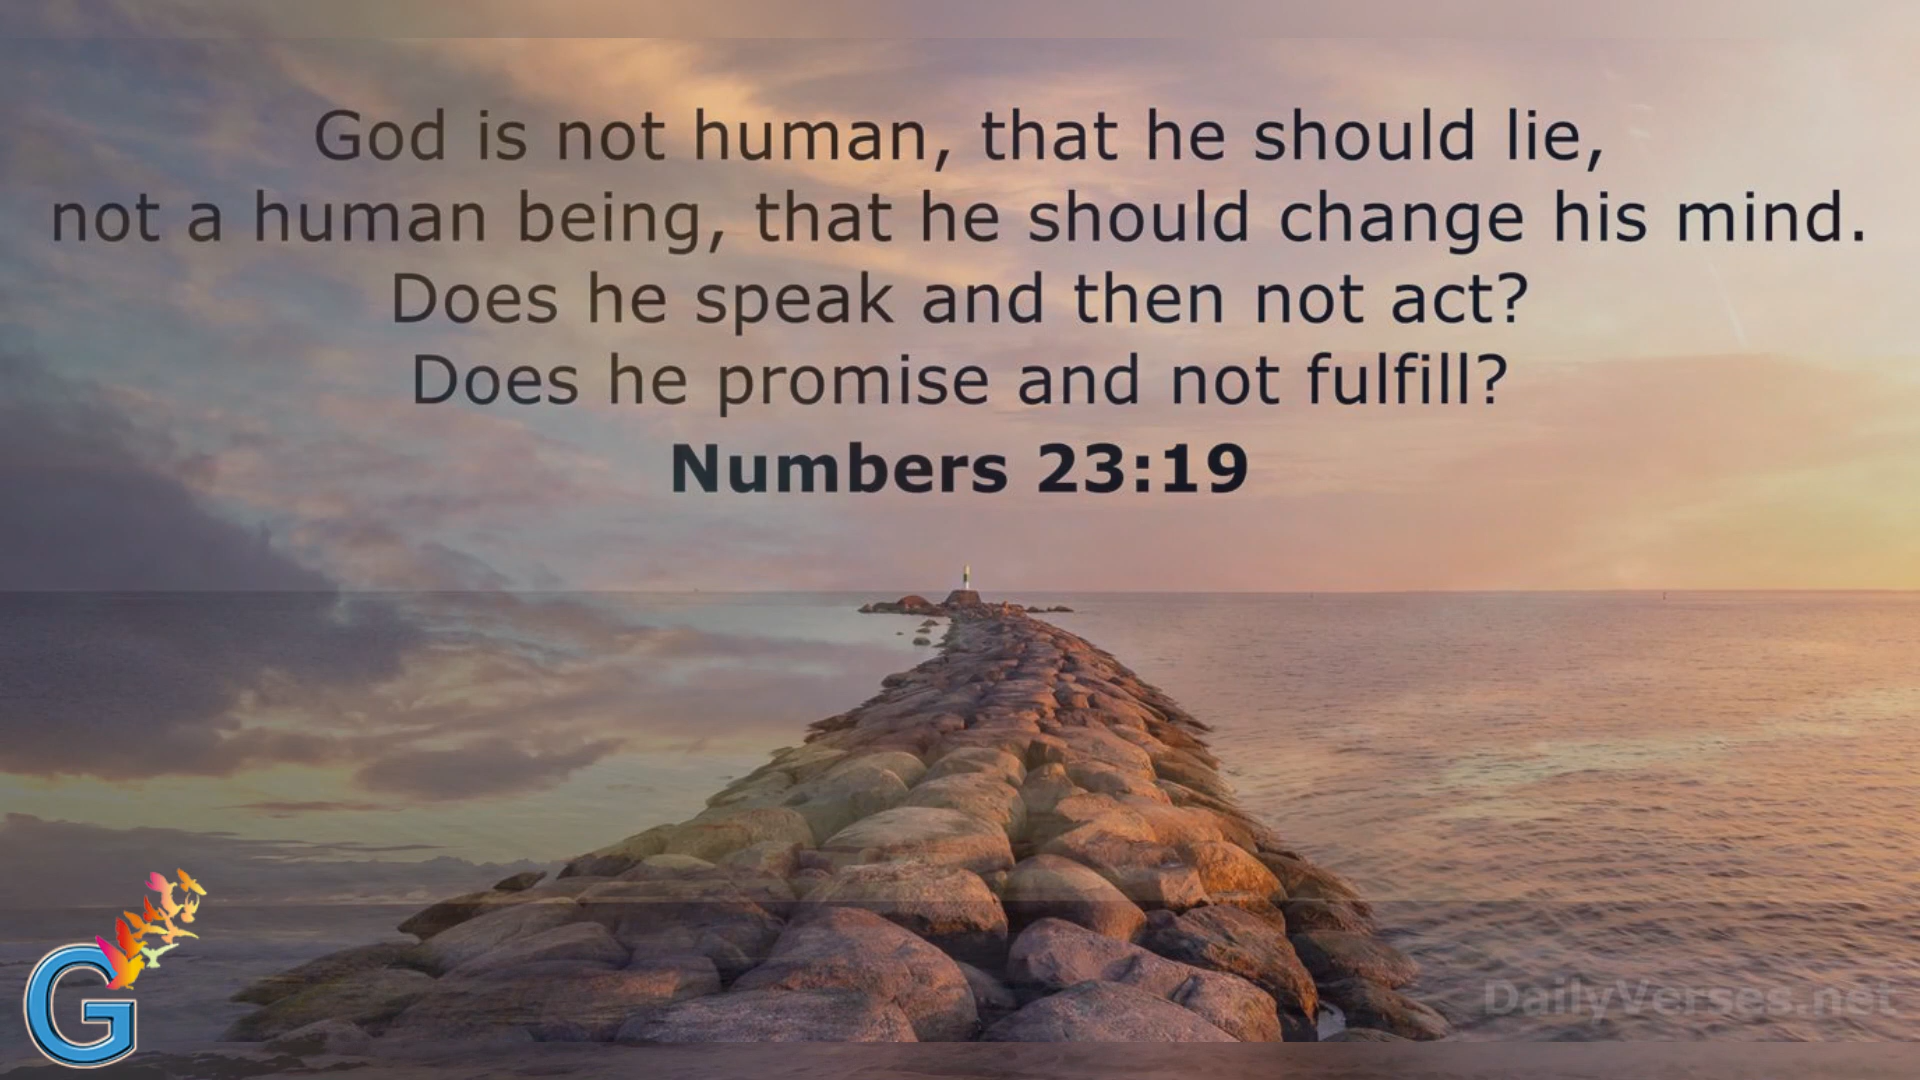 God is not human, that he should lie,
not a human being, that he should change his mind.
Does he speak and then not act?
Does he promise and not fulfill?
Numbers 23:19
DailyVerses.net
G